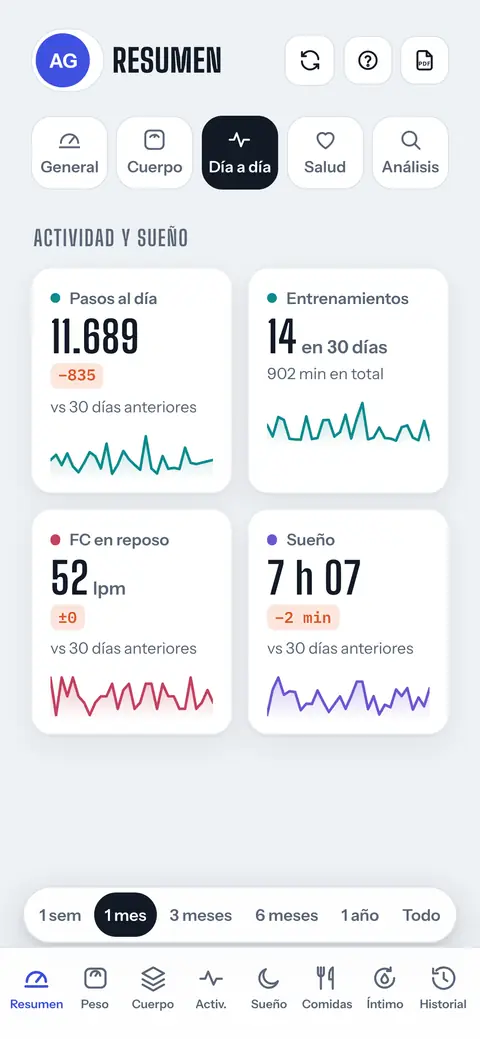 AG
RESUMEN
PDF
General
Cuerpo
Día a día
Salud
Análisis
ACTIVIDAD Y SUEÑO
Pasos al día
11.689
−835
vs 30 días anteriores
Entrenamientos
14 en 30 días
902 min en total
FC en reposo
52 lpm
±0
vs 30 días anteriores
Sueño
7 h 07
−2 min
vs 30 días anteriores
1 sem
1 mes
3 meses
6 meses
1 año
Todo
Resumen
Peso
Cuerpo
Activ.
Sueño
Comidas
Íntimo
Historial